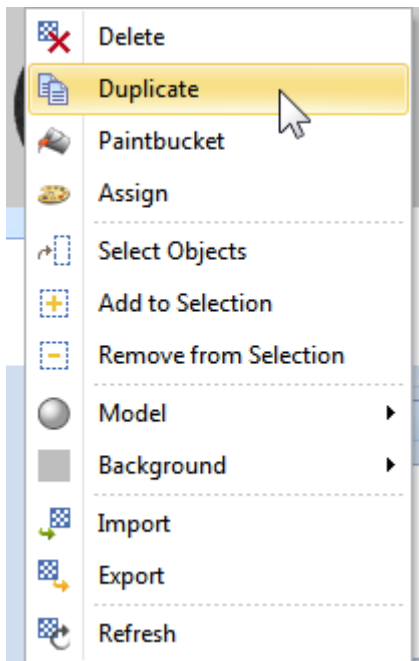 Delete
Duplicate
Paintbucket
Assign
Select Objects
Add to Selection
Remove from Selection
Model
Background
Import
Export
Refresh